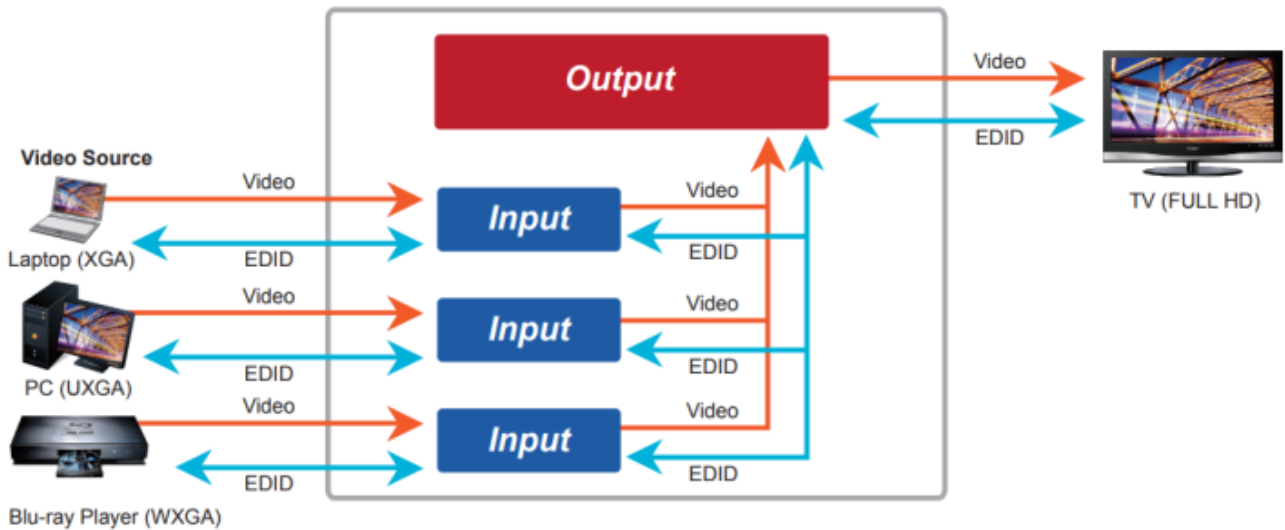 Output
Video
EDID
TV (FULL HD)
Video Source
Laptop (XGA)
Video
EDID
Input
Video
EDID
PC (UXGA)
Video
EDID
Input
Video
EDID
Blu-ray Player (WXGA)
Video
EDID
Input
Video
EDID